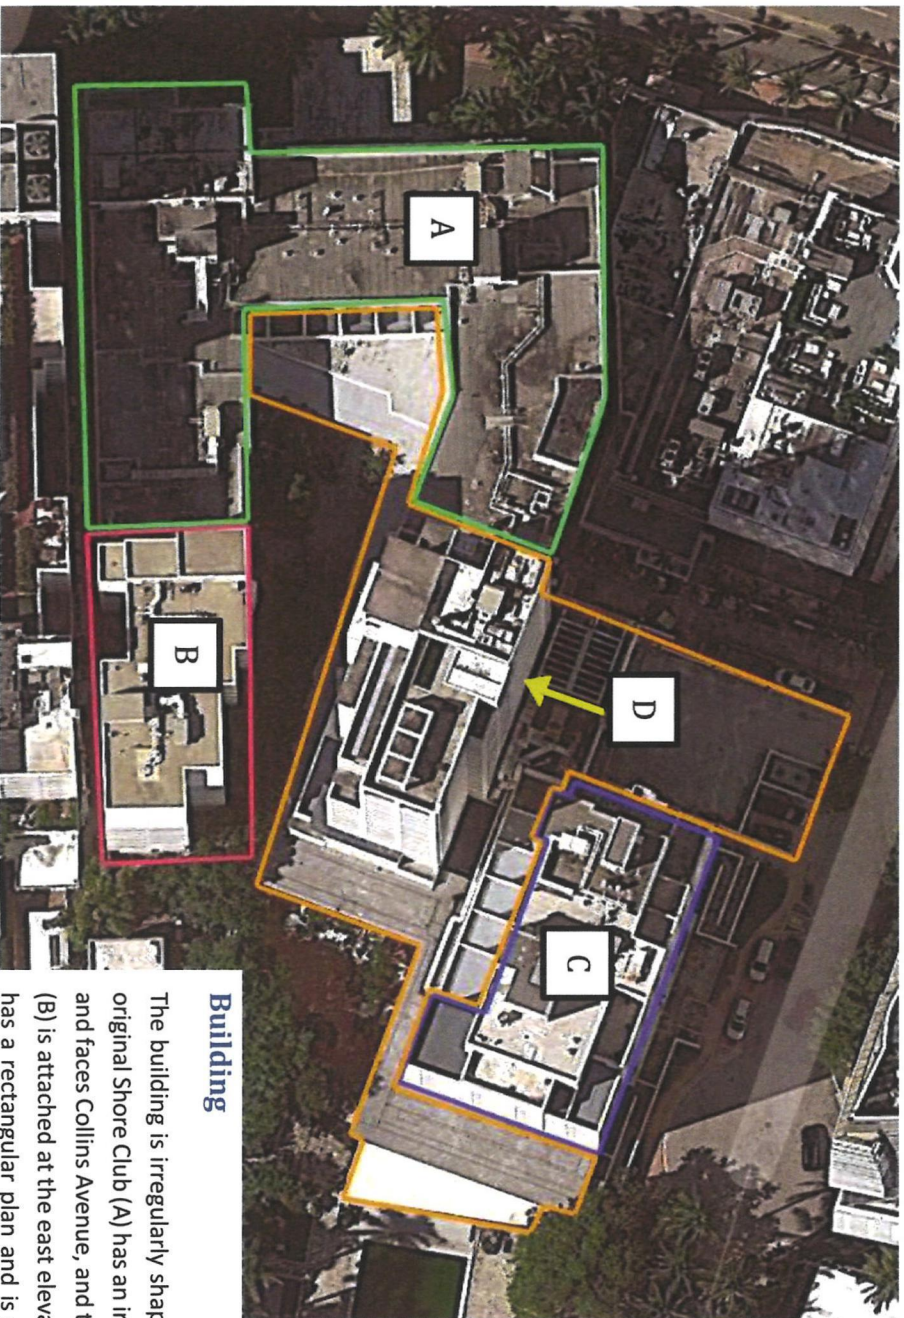 A
B
C
D
Building
The building is irregularly shap
original Shore Club (A) has an ir
and faces Collins Avenue, and t
(B) is attached at the east eleva
has a rectangular plan and is